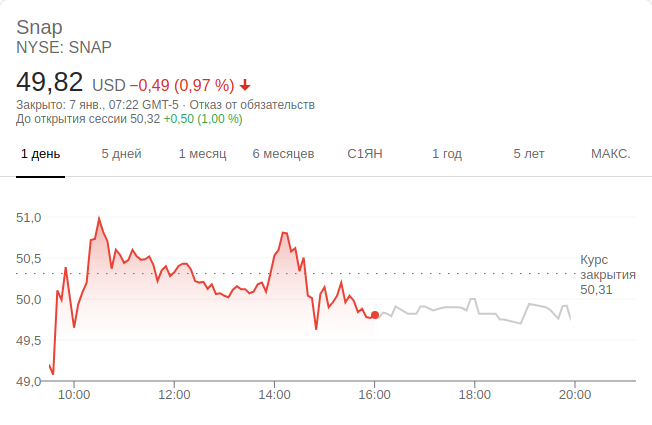 Snap
NYSE: SNAP
49,82 USD −0,49 (0,97 %)
Закрыто: 7 янв., 07:22 GMT-5 · Отказ от обязательств
До открытия сессии 50,32 +0,50 (1,00 %)
1 день 5 дней 1 месяц 6 месяцев С1ЯН 1 год 5 лет МАКС.
51,0
50,5
50,0
49,5
49,0
Курс
закрытия
50,31
10:00 12:00 14:00 16:00 18:00 20:00